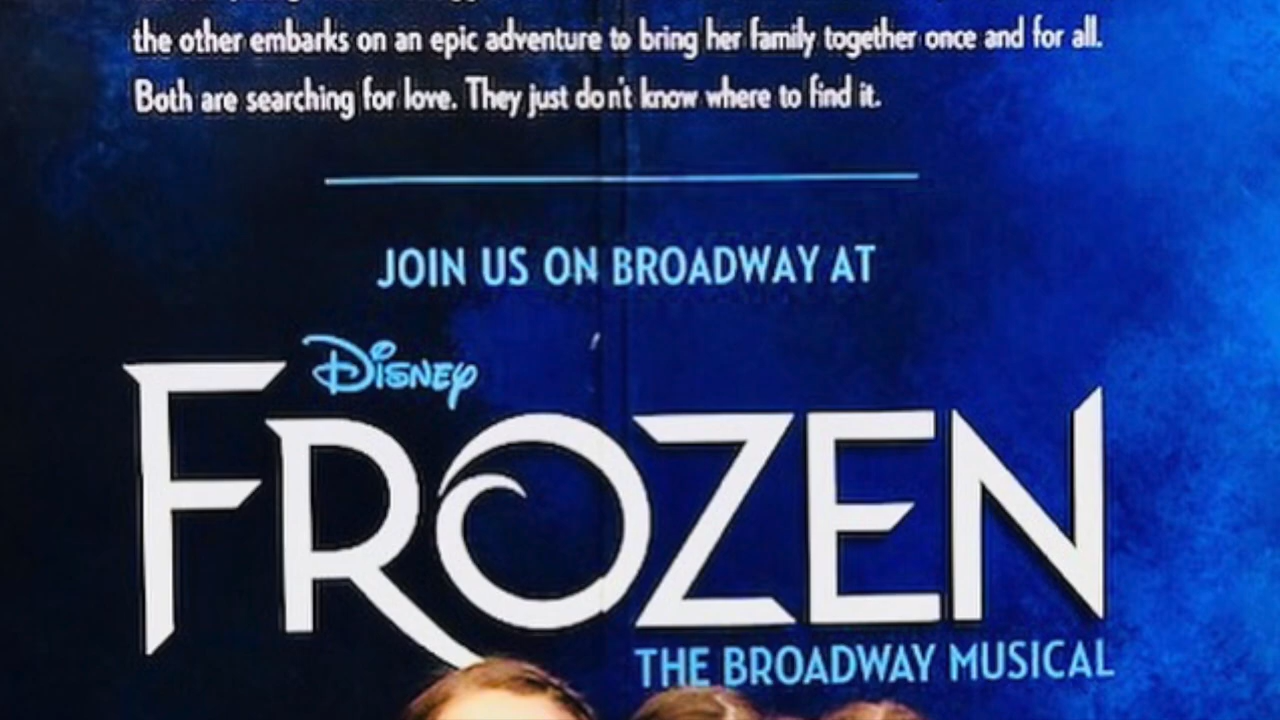 the other embarks on an epic adventure to bring her family together once and for all.
Both are searching for love. They just don't know where to find it.
JOIN US ON BROADWAY AT
DISNEY
FROZEN
THE BROADWAY MUSICAL